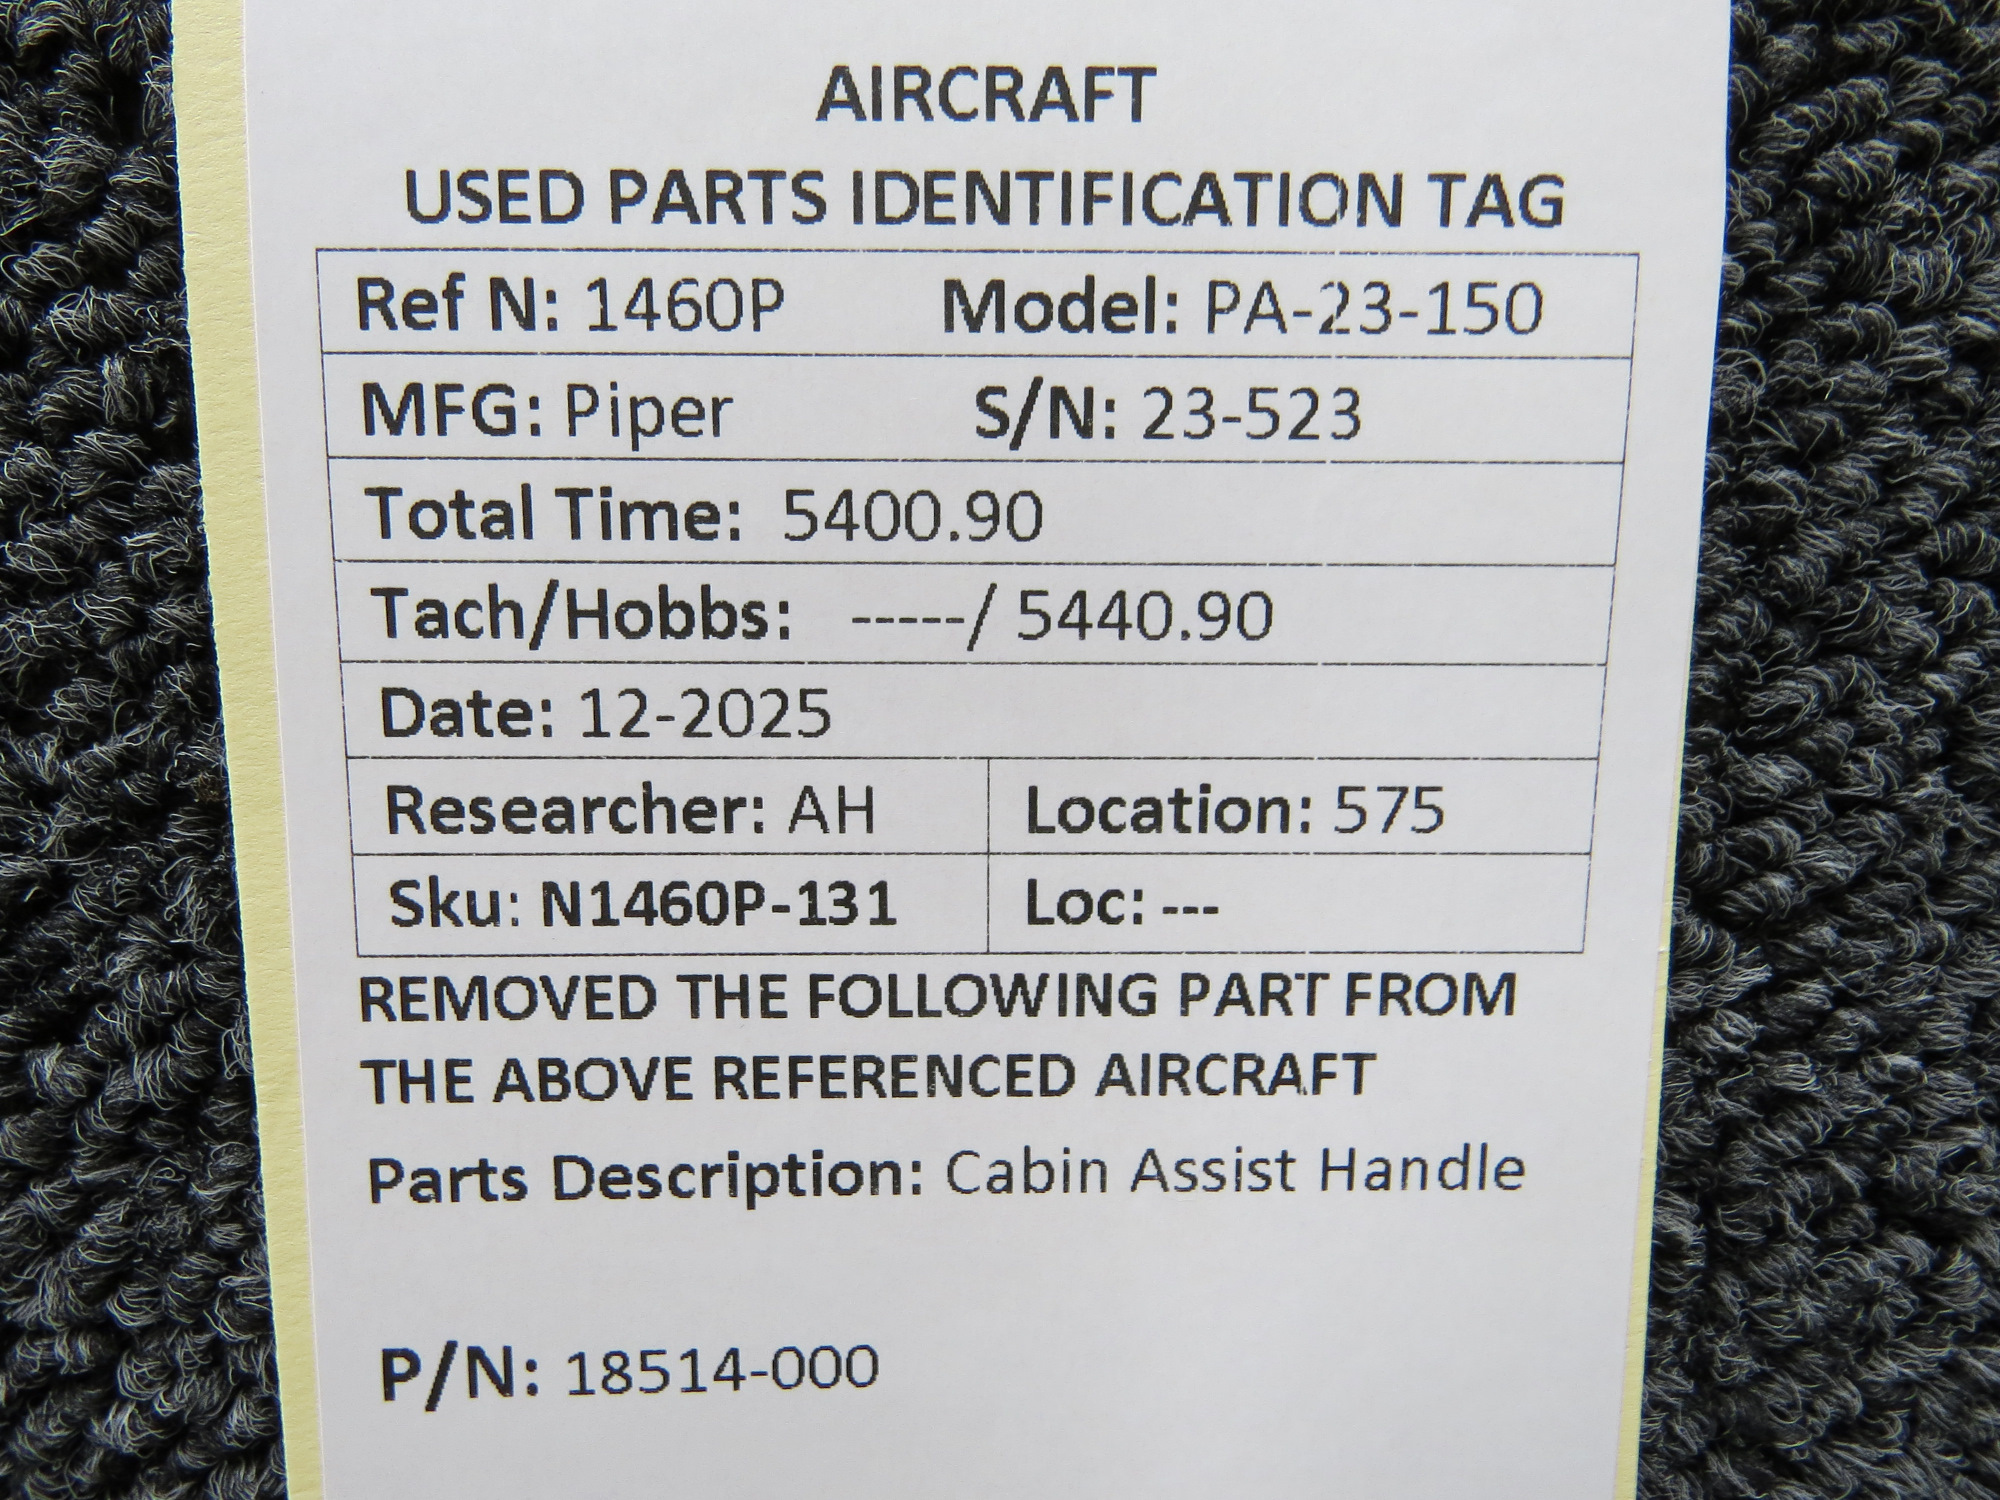 AIRCRAFT
USED PARTS IDENTIFICATION TAG
Ref N: 1460P Model: PA-23-150
MFG: Piper S/N: 23-523
Total Time: 5400.90
Tach/Hobbs: -----/ 5440.90
Date: 12-2025
Researcher: AH Location: 575
Sku: N1460P-131 Loc: ---
REMOVED THE FOLLOWING PART FROM
THE ABOVE REFERENCED AIRCRAFT
Parts Description: Cabin Assist Handle
P/N: 18514-000